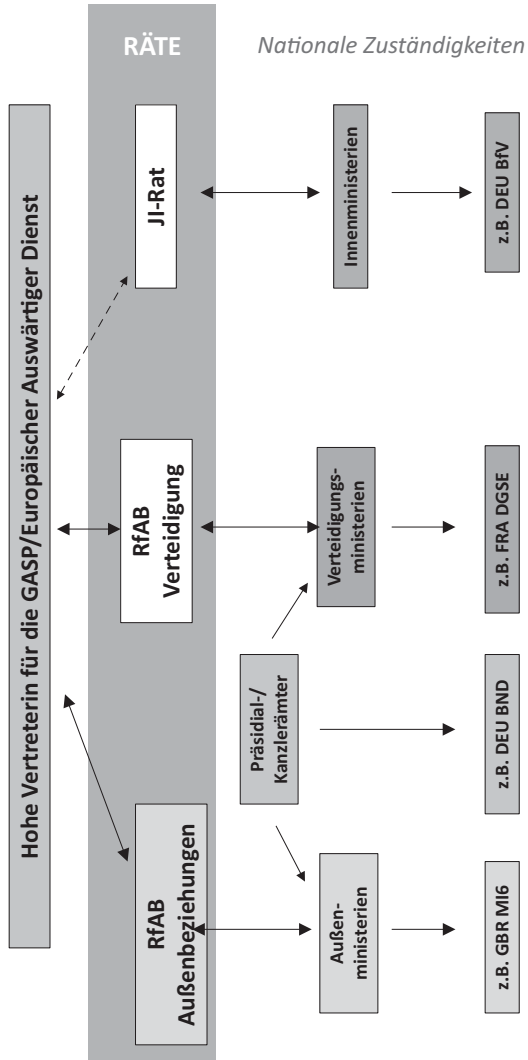 Hohe Vertreterin für die GASP/Europäischer Auswärtiger Dienst
RÄTE
RfAB
Außenbeziehungen
RfAB
Verteidigung
JI-Rat
Nationale Zuständigkeiten
Präsidial-/
Kanzlerämter
Außen-
ministerien
Verteidigungs-
ministerien
Innenministerien
z.B. GBR MI6
z.B. DEU BND
z.B. FRA DGSE
z.B. DEU BfV